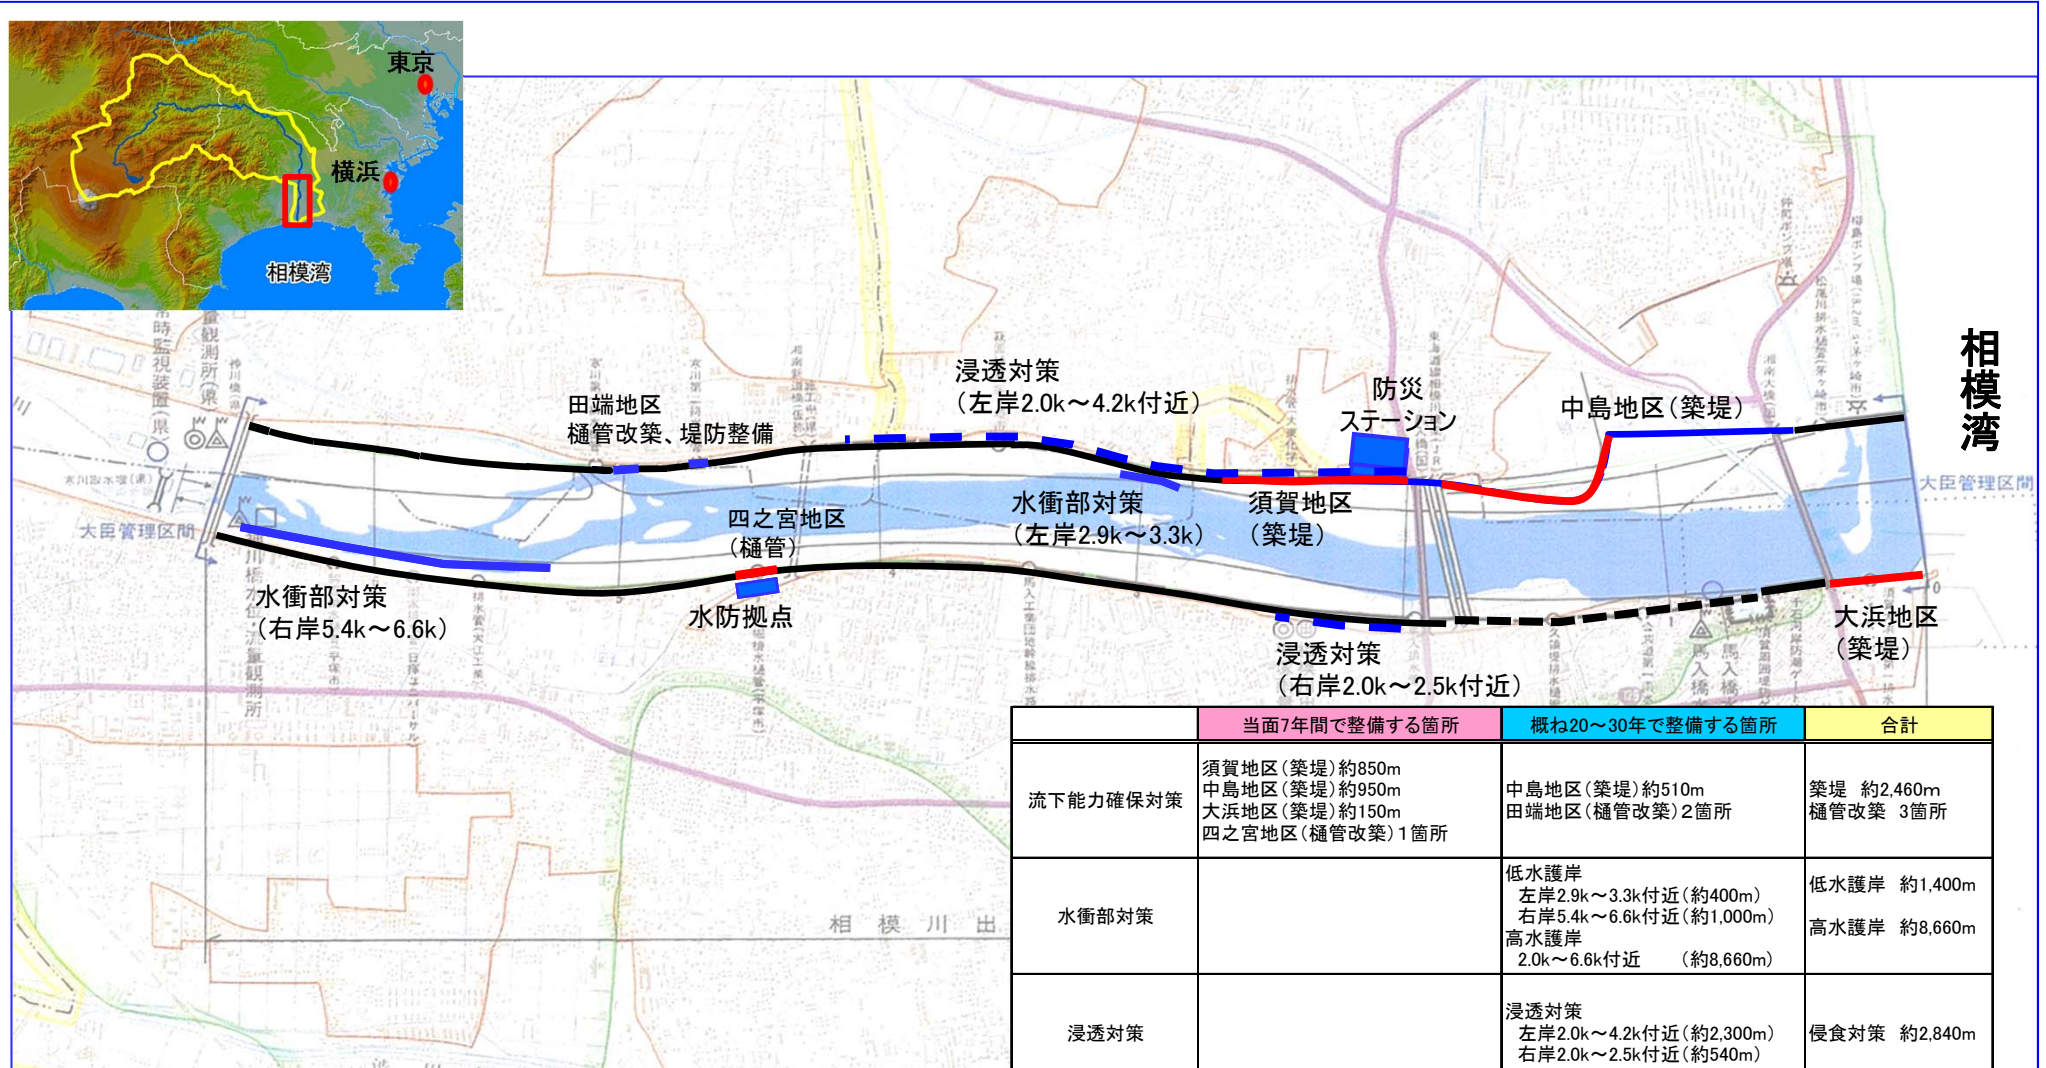 東京
横浜
相模湾
相模湾
田端地区
樋管改築、堤防整備
浸透対策
（左岸2.0k～4.2k付近）
防災
ステーション
中島地区（築堤）
大臣管理区間
大臣管理区間
寒川取水堰（県）
水衝部対策
（左岸2.9k～3.3k）
須賀地区
（築堤）
四之宮地区
（樋管）
水防拠点
水衝部対策
（右岸5.4k～6.6k）
浸透対策
（右岸2.0k～2.5k付近）
大浜地区
（築堤）
相模川出
当面7年間で整備する箇所
概ね20～30年で整備する箇所
合計
流下能力確保対策
須賀地区（築堤）約850m
中島地区（築堤）約950m
大浜地区（築堤）約150m
四之宮地区（樋管改築）1箇所
中島地区（築堤）約510m
田端地区（樋管改築）2箇所
築堤 約2,460m
樋管改築 3箇所
水衝部対策
低水護岸
左岸2.9k～3.3k付近（約400m）
右岸5.4k～6.6k付近（約1,000m）
高水護岸
2.0k～6.6k付近 （約8,660m）
低水護岸 約1,400m
高水護岸 約8,660m
浸透対策
浸透対策
左岸2.0k～4.2k付近（約2,300m）
右岸2.0k～2.5k付近（約540m）
侵食対策 約2,840m